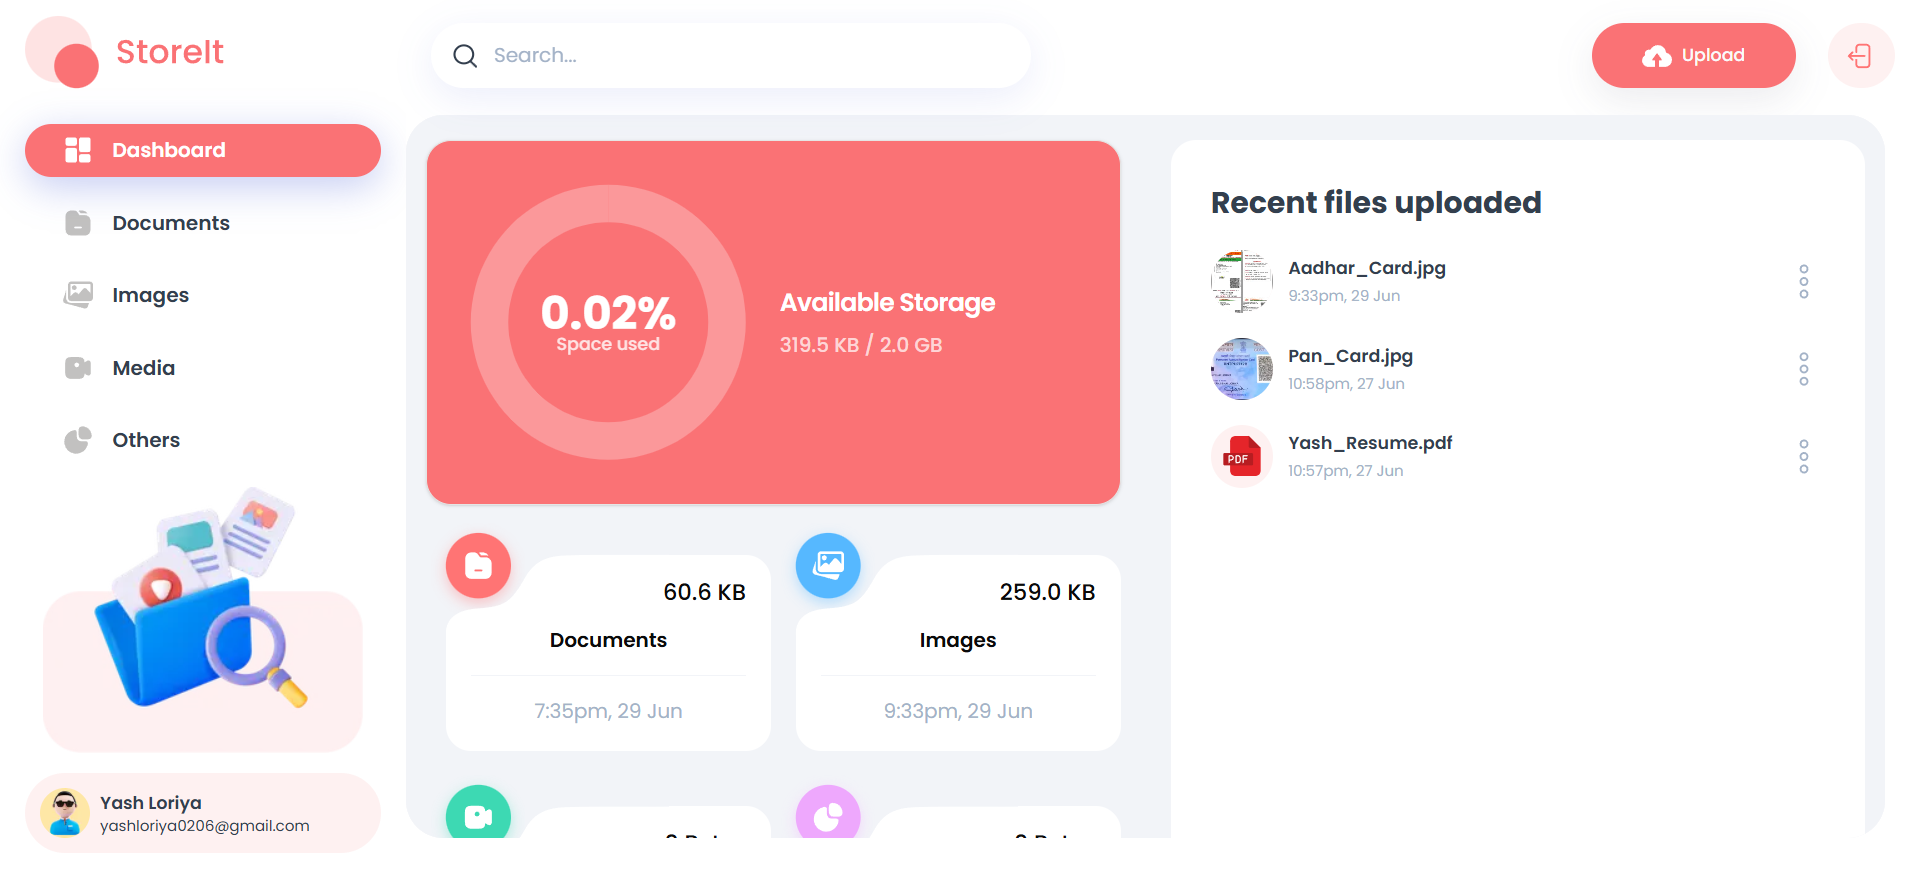 StoreIt
Search...
Upload
Dashboard
Documents
Images
Media
Others
Yash Loriya
yashloriya0206@gmail.com
0.02%
Space used
Available Storage
319.5 KB / 2.0 GB
60.6 KB
Documents
7:35pm, 29 Jun
259.0 KB
Images
9:33pm, 29 Jun
Recent files uploaded
Aadhar_Card.jpg
9:33pm, 29 Jun
Pan_Card.jpg
10:58pm, 27 Jun
PDF
Yash_Resume.pdf
10:57pm, 27 Jun